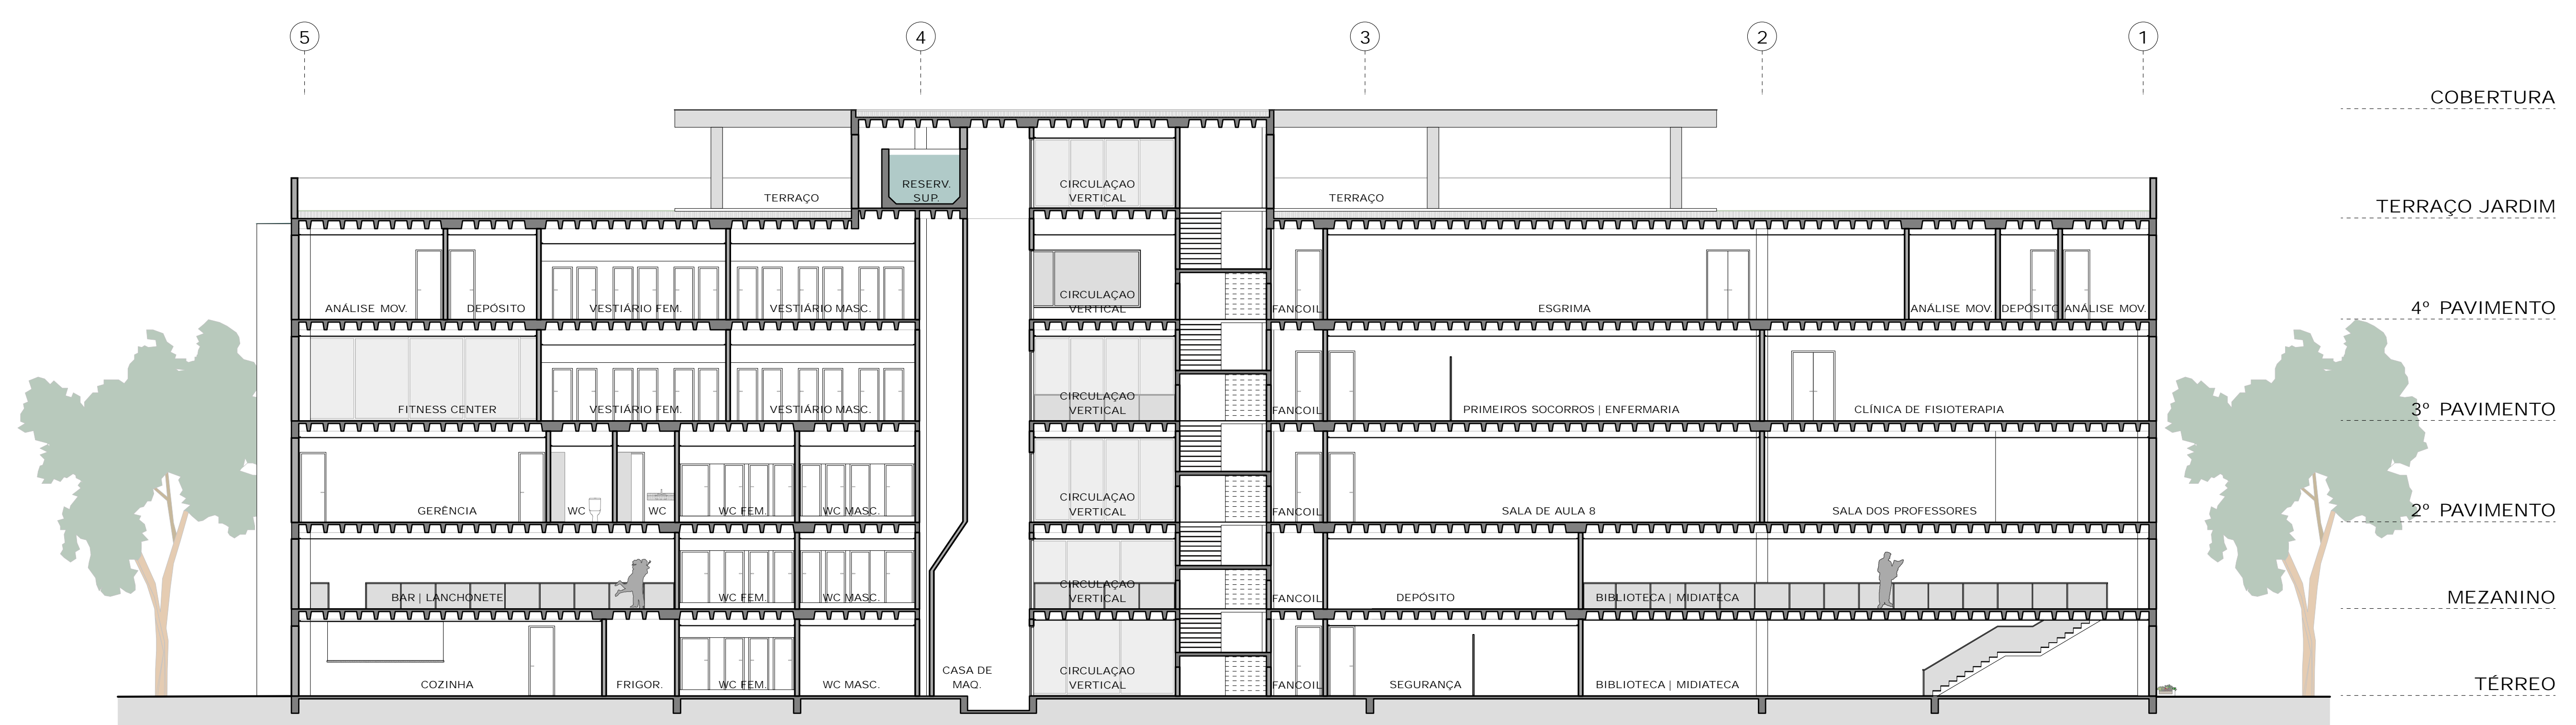 5 4 3 2 1
COBERTURA
RESERV.
SUP.
CIRCULAÇAO
VERTICAL
TERRAÇO
TERRAÇO
TERRAÇO JARDIM
ANÁLISE MOV.
DEPÓSITO
VESTIÁRIO FEM.
VESTIÁRIO MASC.
CIRCULAÇAO
VERTICAL
FANCOIL
ESGRIMA
ANÁLISE MOV.
DEPÓSITO
ANÁLISE MOV.
4º PAVIMENTO
FITNESS CENTER
VESTIÁRIO FEM.
VESTIÁRIO MASC.
CIRCULAÇAO
VERTICAL
FANCOIL
PRIMEIROS SOCORROS | ENFERMARIA
CLÍNICA DE FISIOTERAPIA
3º PAVIMENTO
GERÊNCIA
WC
WC
WC FEM.
WC MASC.
CIRCULAÇAO
VERTICAL
FANCOIL
SALA DE AULA 8
SALA DOS PROFESSORES
2º PAVIMENTO
BAR | LANCHONETE
WC FEM.
WC MASC.
CIRCULAÇAO
VERTICAL
FANCOIL
DEPÓSITO
BIBLIOTECA | MIDIATECA
MEZANINO
COZINHA
FRIGOR.
WC FEM.
WC MASC.
CASA DE
MAQ.
CIRCULAÇAO
VERTICAL
FANCOIL
SEGURANÇA
BIBLIOTECA | MIDIATECA
TÉRREO